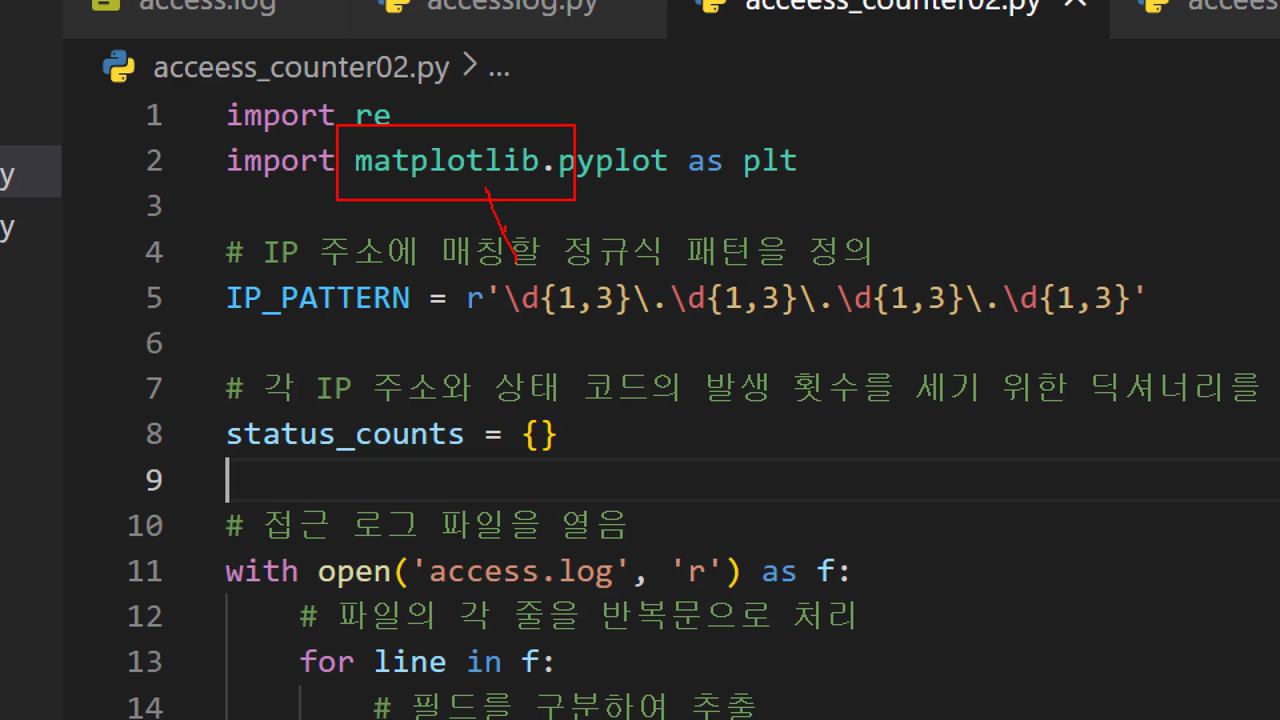 access.log accesslog.py acceess_counter02.py
acceess_counter02.py > ...
1 import re
2 import matplotlib.pyplot as plt
3
4 # IP 주소에 매칭할 정규식 패턴을 정의
5 IP_PATTERN = r'\d{1,3}\.\d{1,3}\.\d{1,3}\.\d{1,3}'
6
7 # 각 IP 주소와 상태 코드의 발생 횟수를 세기 위한 딕셔너리를
8 status_counts = {}
9
10 # 접근 로그 파일을 열음
11 with open('access.log', 'r') as f:
12 # 파일의 각 줄을 반복문으로 처리
13 for line in f:
14 # 필드를 구분하여 추출